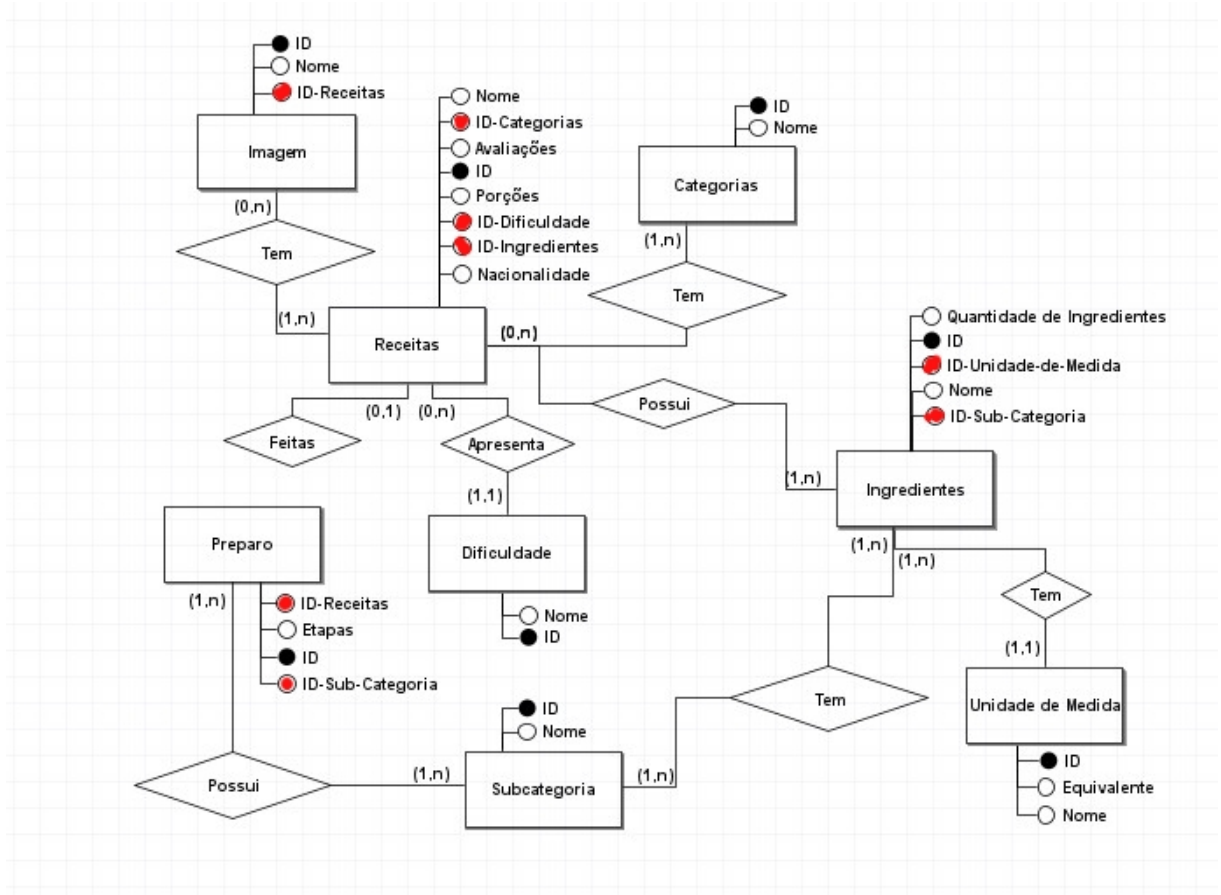 ID
Nome
ID-Receitas
Imagem
(0,n)
Tem
(1,n)
Nome
ID-Categorias
Avaliações
ID
Porções
ID-Dificuldade
ID-Ingredientes
Nacionalidade
Receitas
ID
Nome
Categorias
(1,n)
Tem
(0,n)
Possui
(1,n)
Quantidade de Ingredientes
ID
ID-Unidade-de-Medida
Nome
ID-Sub-Categoria
Ingredientes
(0,1)
(0,n)
Feitas
Apresenta
(1,1)
Dificuldade
Nome
ID
Preparo
(1,n)
ID-Receitas
Etapas
ID
ID-Sub-Categoria
Possui
(1,n)
ID
Nome
Subcategoria
(1,n)
Tem
(1,n)
(1,n)
Tem
(1,1)
Unidade de Medida
ID
Equivalente
Nome